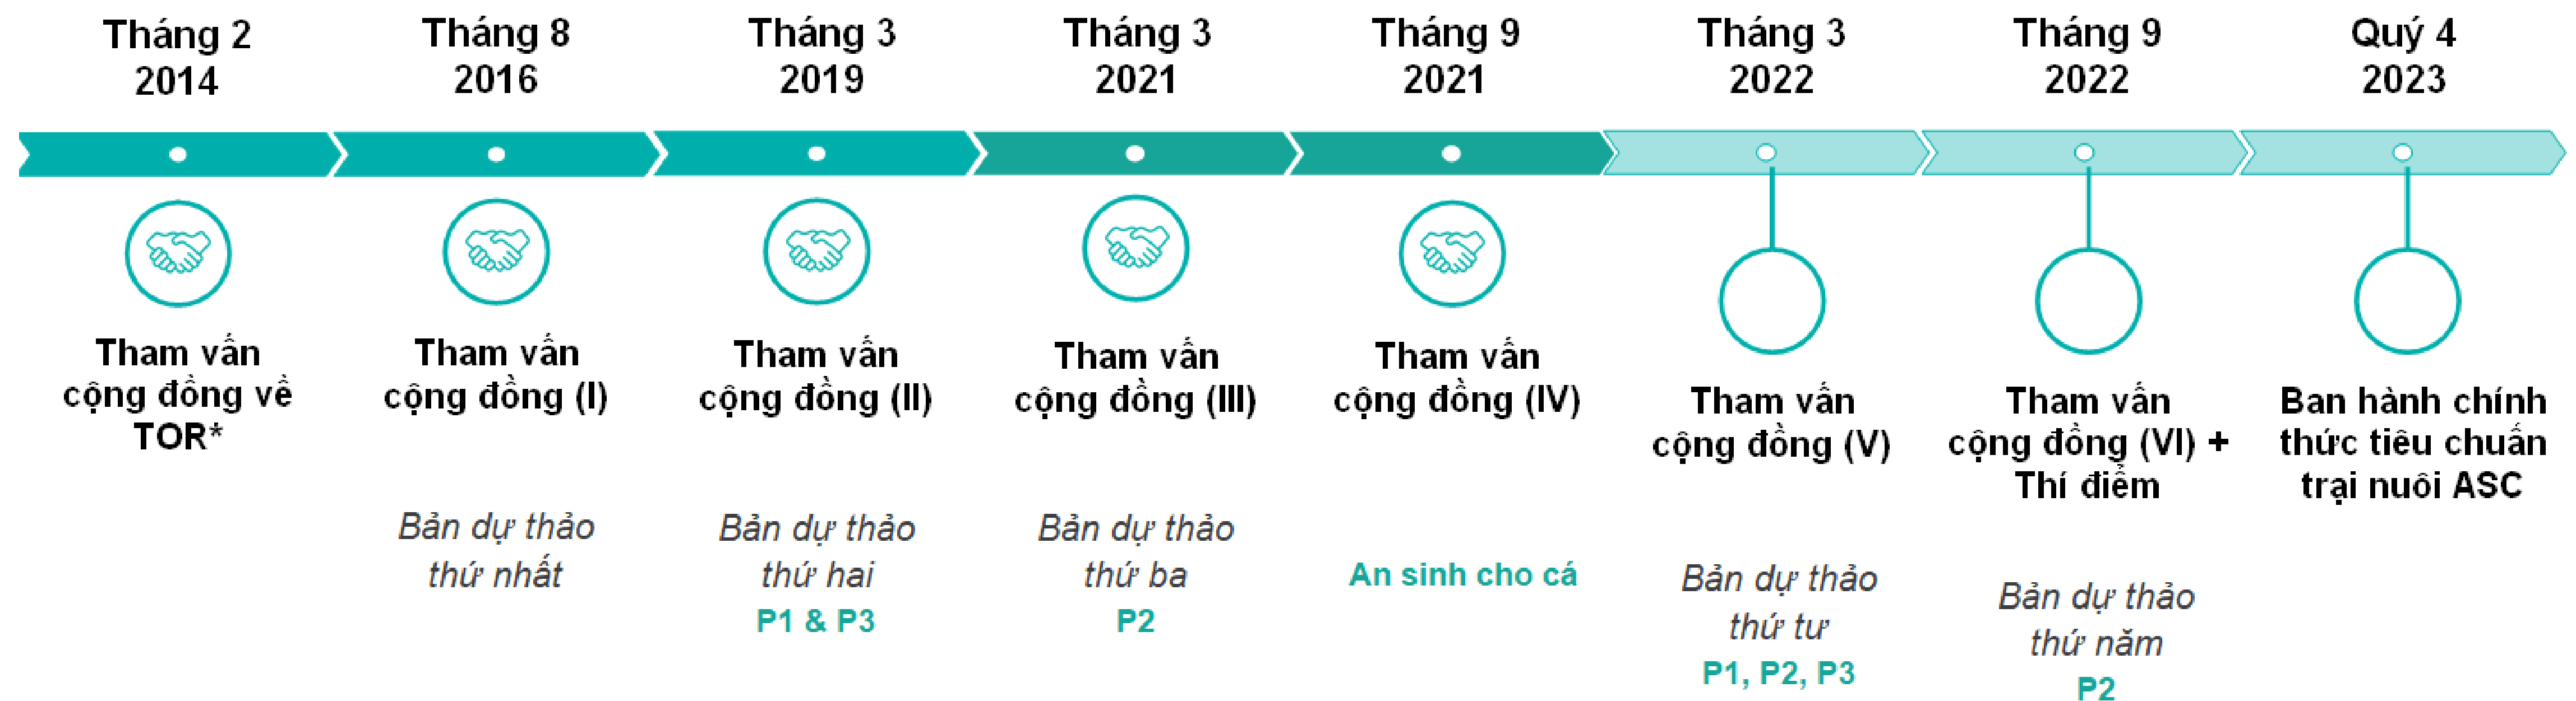 Tháng 2
2014
Tháng 8
2016
Tháng 3
2019
Tháng 3
2021
Tháng 9
2021
Tháng 3
2022
Tháng 9
2022
Quý 4
2023
Tham vấn
cộng đồng về
TOR*
Tham vấn
cộng đồng (I)
Bản dự thảo
thứ nhất
Tham vấn
cộng đồng (II)
Bản dự thảo
thứ hai
P1 & P3
Tham vấn
cộng đồng (III)
Bản dự thảo
thứ ba
P2
Tham vấn
cộng đồng (IV)
An sinh cho cá
Tham vấn
cộng đồng (V)
Bản dự thảo
thứ tư
P1, P2, P3
Tham vấn
cộng đồng (VI) +
Thí điểm
Bản dự thảo
thứ năm
P2
Ban hành chính
thức tiêu chuẩn
trại nuôi ASC